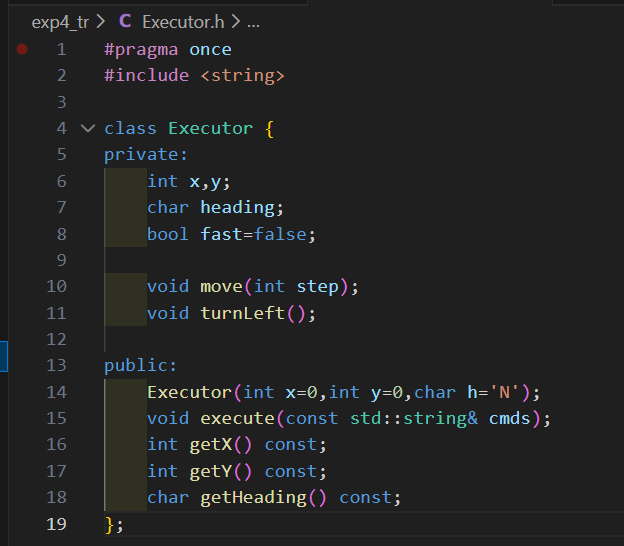 exp4_tr > C Executor.h > ...
1 #pragma once
2 #include <string>
3
4 class Executor {
5 private:
6     int x,y;
7     char heading;
8     bool fast=false;
9
10     void move(int step);
11     void turnLeft();
12
13 public:
14     Executor(int x=0,int y=0,char h='N');
15     void execute(const std::string& cmds);
16     int getX() const;
17     int getY() const;
18     char getHeading() const;
19 };